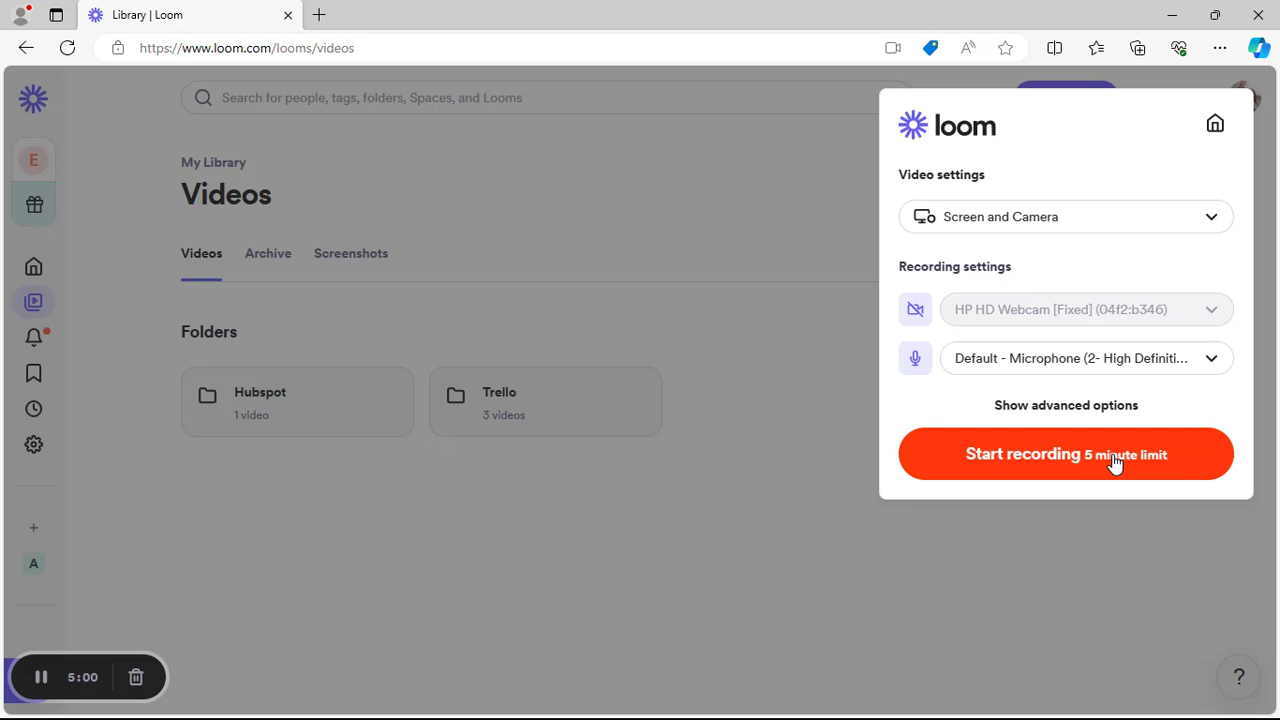 Library | Loom
https://www.loom.com/looms/videos
Search for people, tags, folders, Spaces, and Looms
E
My Library
Videos
Videos Archive Screenshots
Folders
Hubspot
1 video
Trello
3 videos
A
5:00
loom
Video settings
Screen and Camera
Recording settings
HP HD Webcam [Fixed] (04f2:b346)
Default - Microphone (2- High Definiti...
Show advanced options
Start recording 5 minute limit
?